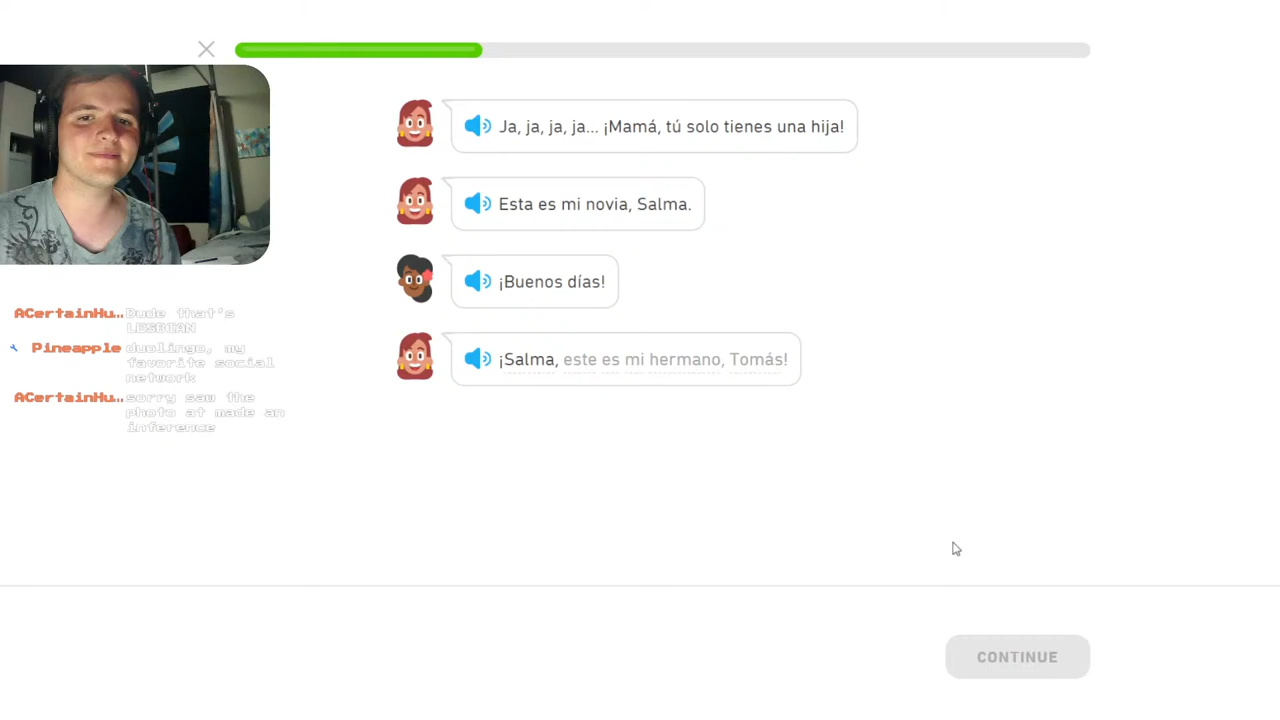 Ja, ja, ja, ja... ¡Mamá, tú solo tienes una hija!
Esta es mi novia, Salma.
¡Buenos días!
¡Salma, este es mi hermano, Tomás!
ACertainHu... Dude that's
LESBIAN
Pineapple duolingo, my
favorite social
network
ACertainHu... sorry saw the
photo at made an
inference
CONTINUE